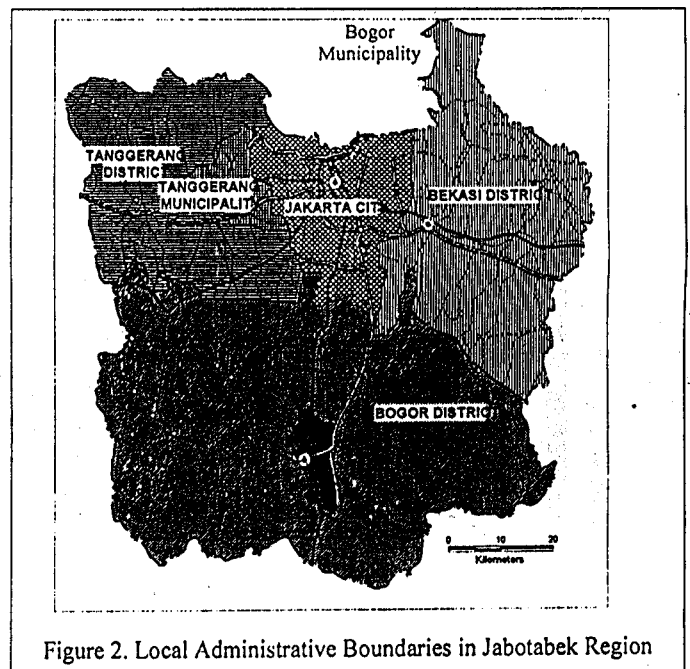 Bogor
Municipality
TANGGERANG
DISTRICT
TANGGERANG
MUNICIPALIT
JAKARTA CIT
BEKASI DISTRIC
BOGOR DISTRICT
0 10 20
Kilometers
Figure 2. Local Administrative Boundaries in Jabotabek Region